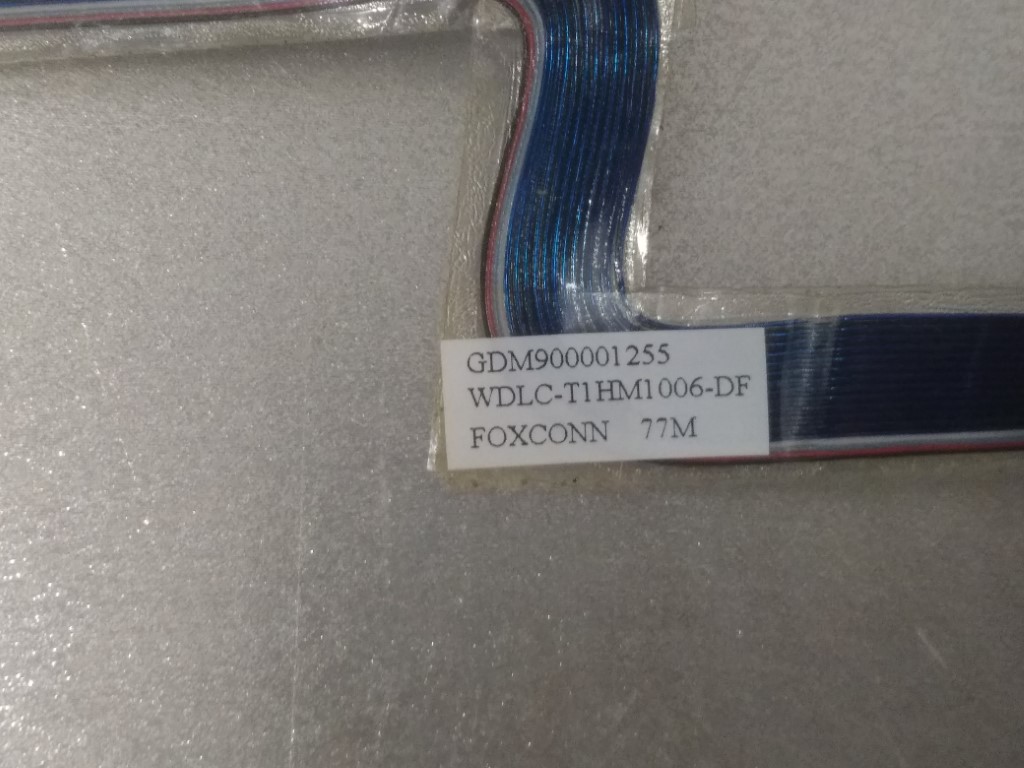 GDM900001255
WDLC-T1HM1006-DF
FOXCONN 77M